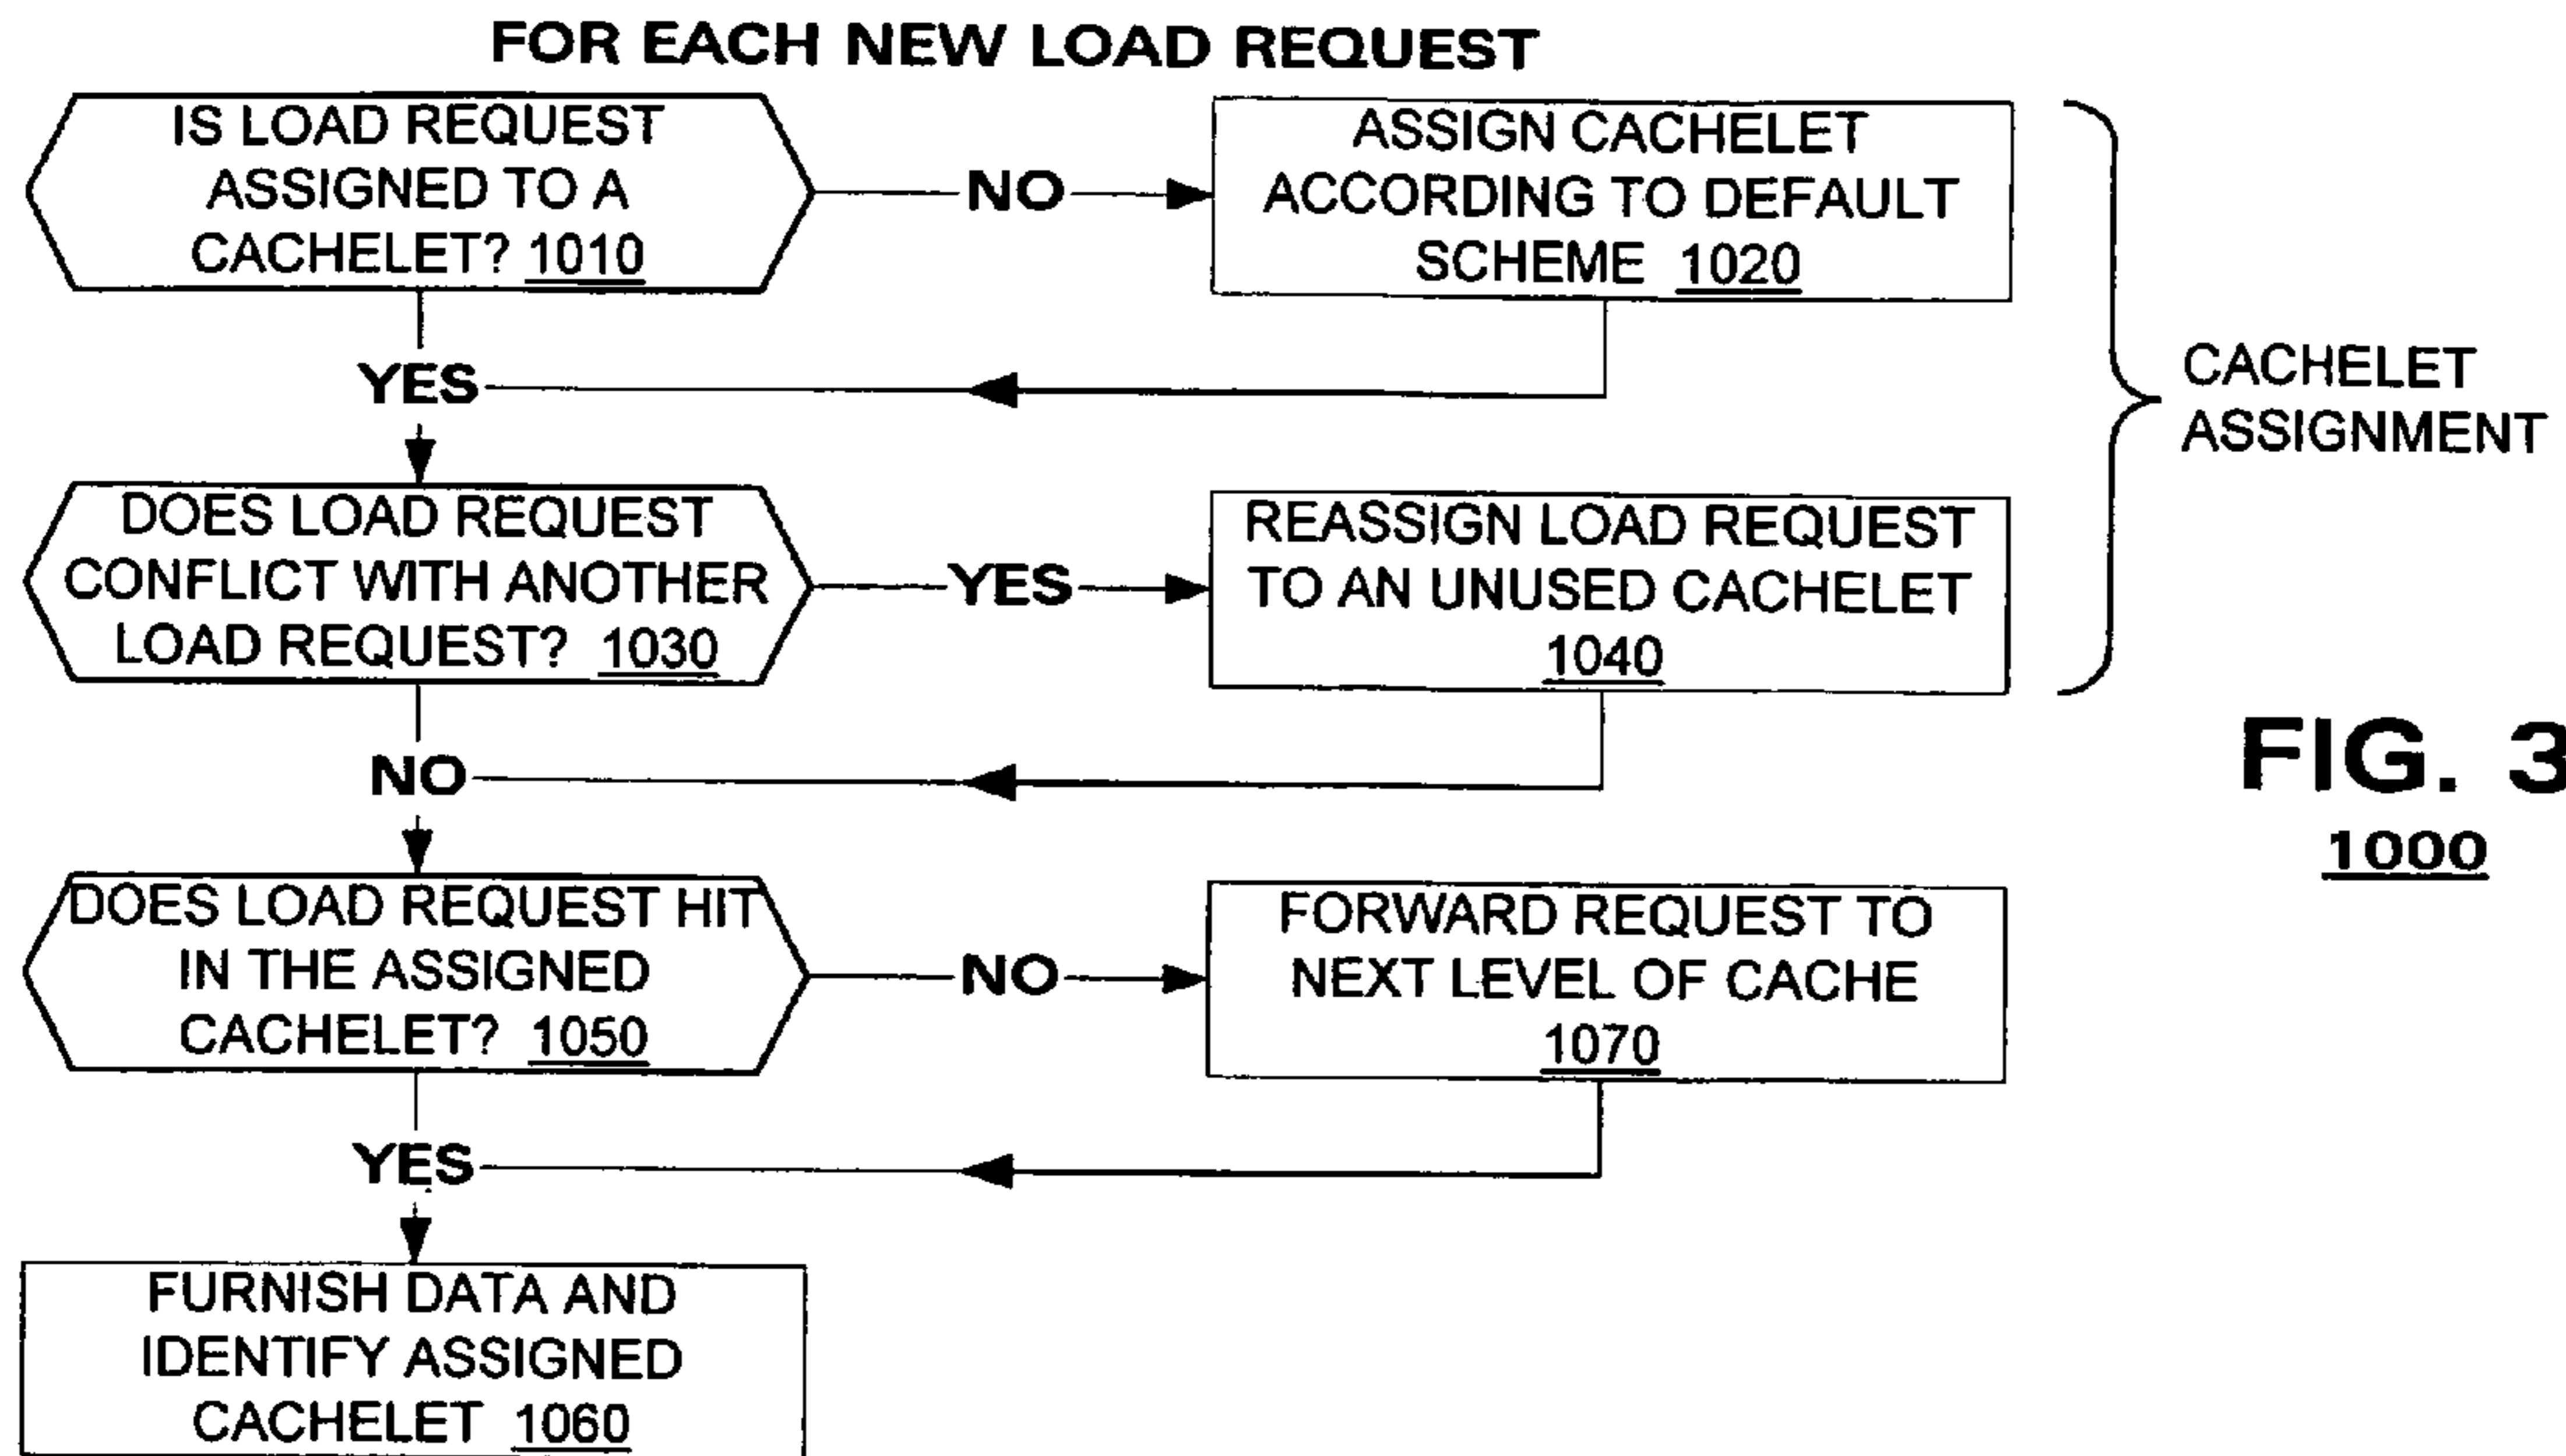 FOR EACH NEW LOAD REQUEST
IS LOAD REQUEST
ASSIGNED TO A
CACHELET? 1010
NO
ASSIGN CACHELET
ACCORDING TO DEFAULT
SCHEME 1020
YES
CACHELET
ASSIGNMENT
DOES LOAD REQUEST
CONFLICT WITH ANOTHER
LOAD REQUEST? 1030
YES
REASSIGN LOAD REQUEST
TO AN UNUSED CACHELET
1040
NO
FIG. 3
1000
DOES LOAD REQUEST HIT
IN THE ASSIGNED
CACHELET? 1050
NO
FORWARD REQUEST TO
NEXT LEVEL OF CACHE
1070
YES
FURNISH DATA AND
IDENTIFY ASSIGNED
CACHELET 1060